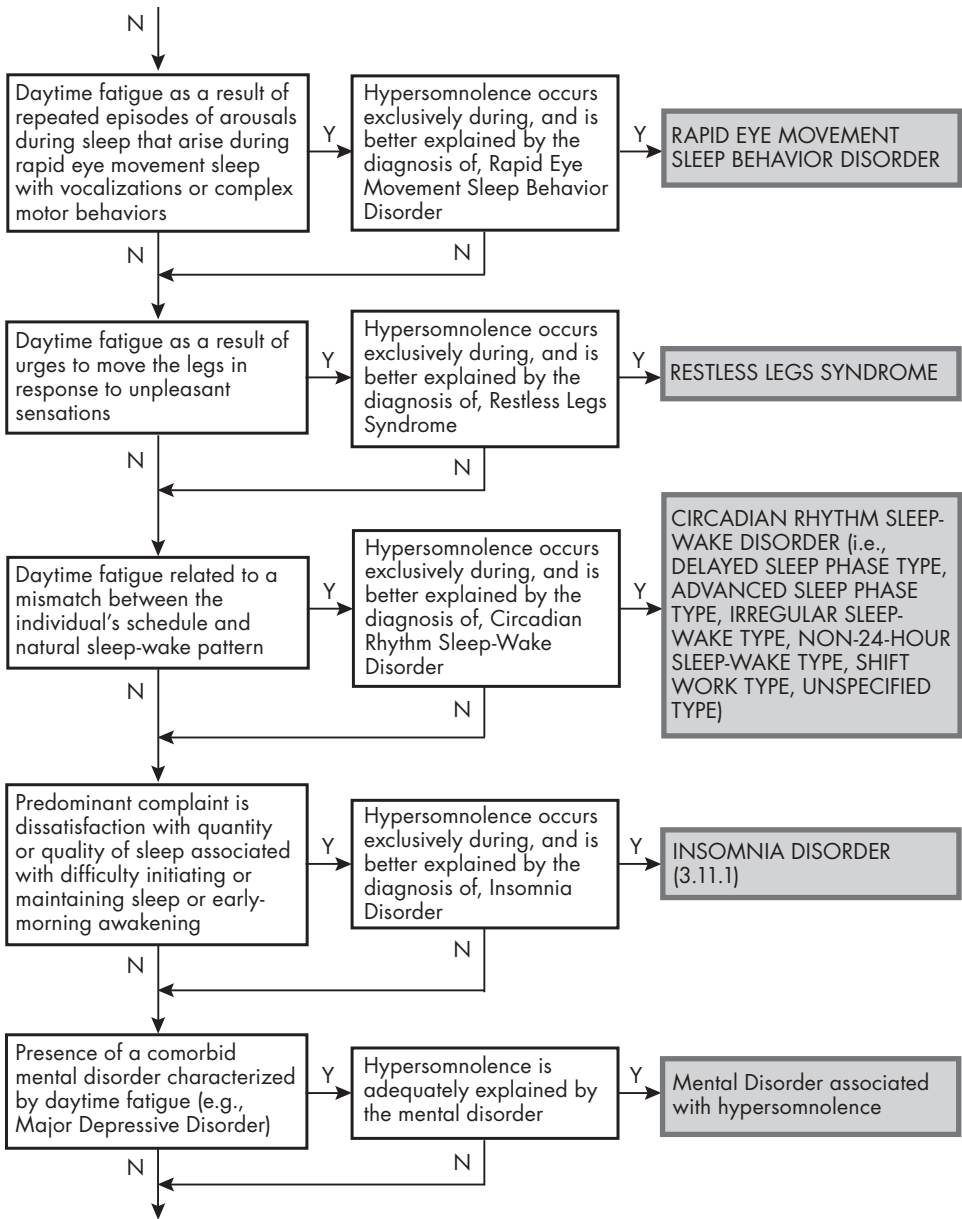 N
Daytime fatigue as a result of
repeated episodes of arousals
during sleep that arise during
rapid eye movement sleep
with vocalizations or complex
motor behaviors
Y
Hypersomnolence occurs
exclusively during, and is
better explained by the
diagnosis of, Rapid Eye
Movement Sleep Behavior
Disorder
Y
RAPID EYE MOVEMENT
SLEEP BEHAVIOR DISORDER
N
N
Daytime fatigue as a result of
urges to move the legs in
response to unpleasant
sensations
Y
Hypersomnolence occurs
exclusively during, and is
better explained by the
diagnosis of, Restless Legs
Syndrome
Y
RESTLESS LEGS SYNDROME
N
N
Daytime fatigue related to a
mismatch between the
individual's schedule and
natural sleep-wake pattern
Y
Hypersomnolence occurs
exclusively during, and is
better explained by the
diagnosis of, Circadian
Rhythm Sleep-Wake
Disorder
Y
CIRCADIAN RHYTHM SLEEP-
WAKE DISORDER (i.e.,
DELAYED SLEEP PHASE TYPE,
ADVANCED SLEEP PHASE
TYPE, IRREGULAR SLEEP-
WAKE TYPE, NON-24-HOUR
SLEEP-WAKE TYPE, SHIFT
WORK TYPE, UNSPECIFIED
TYPE)
N
N
Predominant complaint is
dissatisfaction with quantity
or quality of sleep associated
with difficulty initiating or
maintaining sleep or early-
morning awakening
Y
Hypersomnolence occurs
exclusively during, and is
better explained by the
diagnosis of, Insomnia
Disorder
Y
INSOMNIA DISORDER
(3.11.1)
N
N
Presence of a comorbid
mental disorder characterized
by daytime fatigue (e.g.,
Major Depressive Disorder)
Y
Hypersomnolence is
adequately explained by
the mental disorder
Y
Mental Disorder associated
with hypersomnolence
N
N